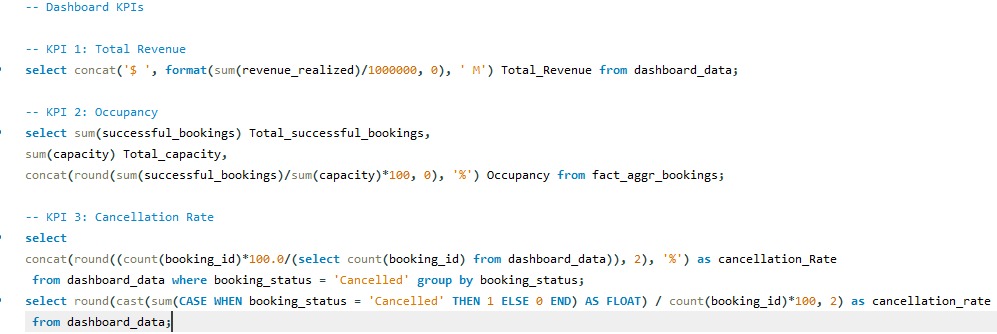 -- Dashboard KPIs
-- KPI 1: Total Revenue
select concat('$ ', format(sum(revenue_realized)/1000000, 0), ' M') Total_Revenue from dashboard_data;
-- KPI 2: Occupancy
select sum(successful_bookings) Total_successful_bookings,
sum(capacity) Total_capacity,
concat(round(sum(successful_bookings)/sum(capacity)*100, 0), '%') Occupancy from fact_aggr_bookings;
-- KPI 3: Cancellation Rate
select
concat(round((count(booking_id)*100.0/(select count(booking_id) from dashboard_data)), 2), '%') as cancellation_Rate
from dashboard_data where booking_status = 'Cancelled' group by booking_status;
select round(cast(sum(CASE WHEN booking_status = 'Cancelled' THEN 1 ELSE 0 END) AS FLOAT) / count(booking_id)*100, 2) as cancellation_rate
from dashboard_data;